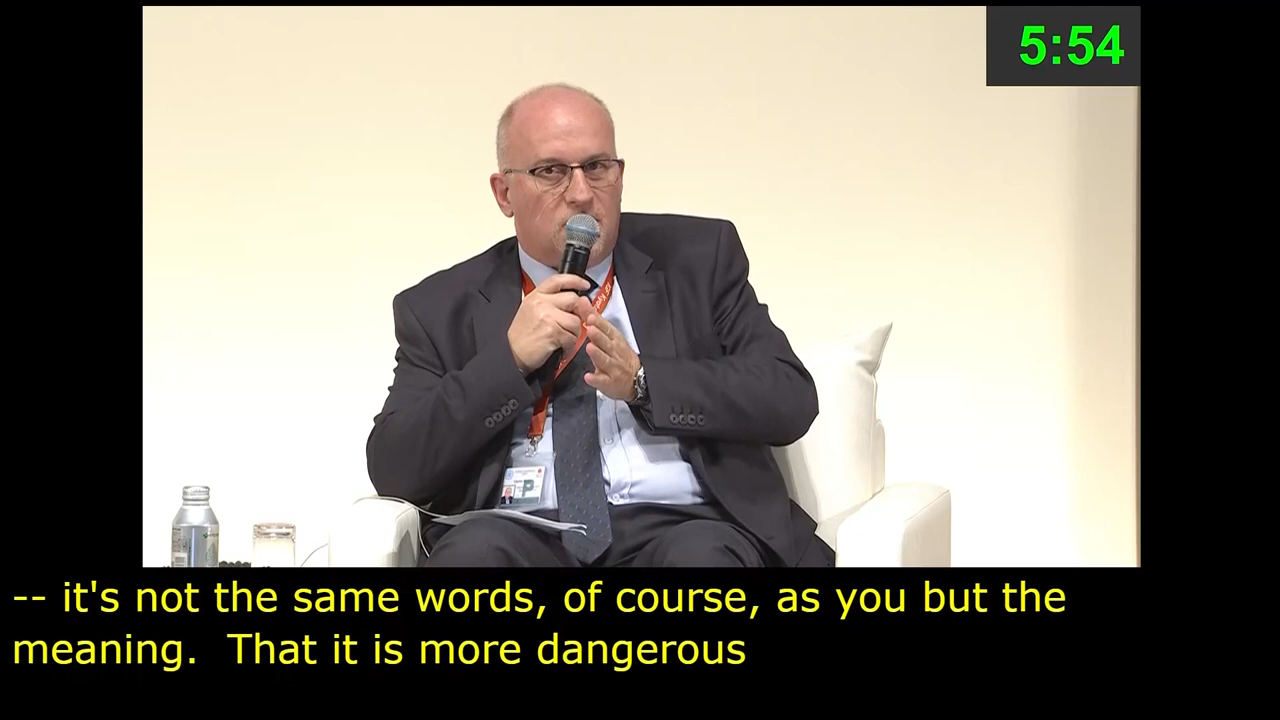 5:54
-- it's not the same words, of course, as you but the
meaning.  That it is more dangerous